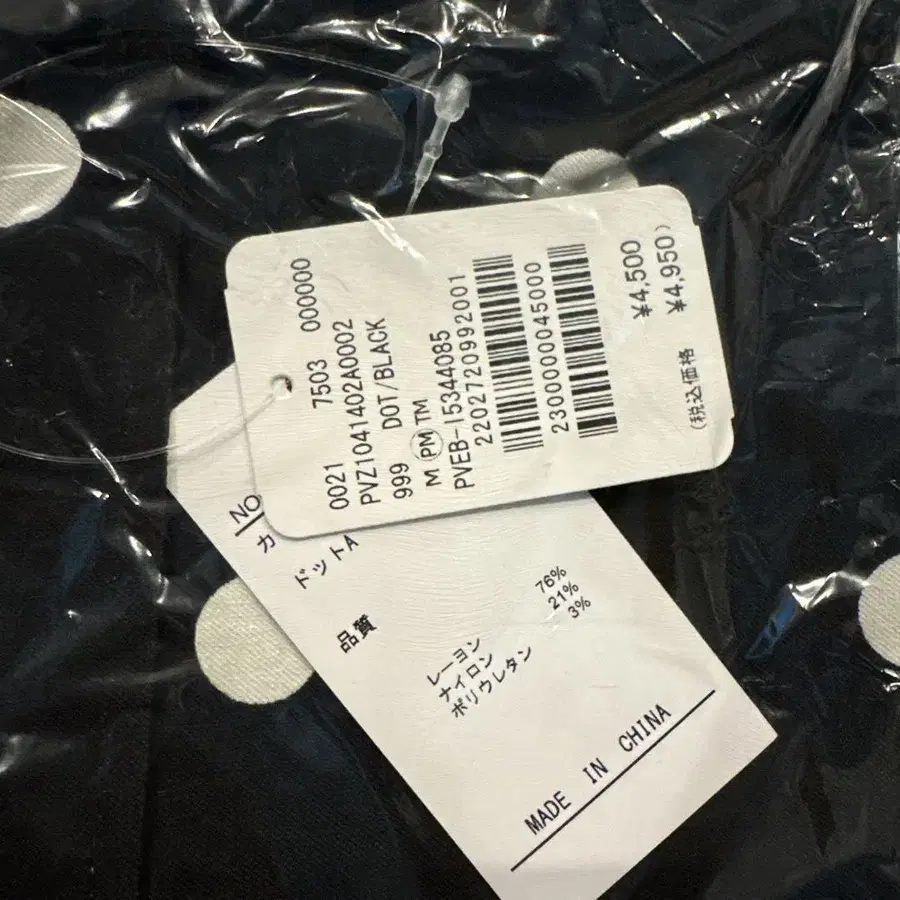 0021 7503 000000
PVZ1041402A0002
999 DOT/BLACK
M PM TM
PVEB-15344085
2202720992001
2300000045000
¥4,500
(税込価格 ¥4,950)
NO
カ
ドットA
品質
レーヨン 76%
ナイロン 21%
ポリウレタン 3%
MADE IN CHINA